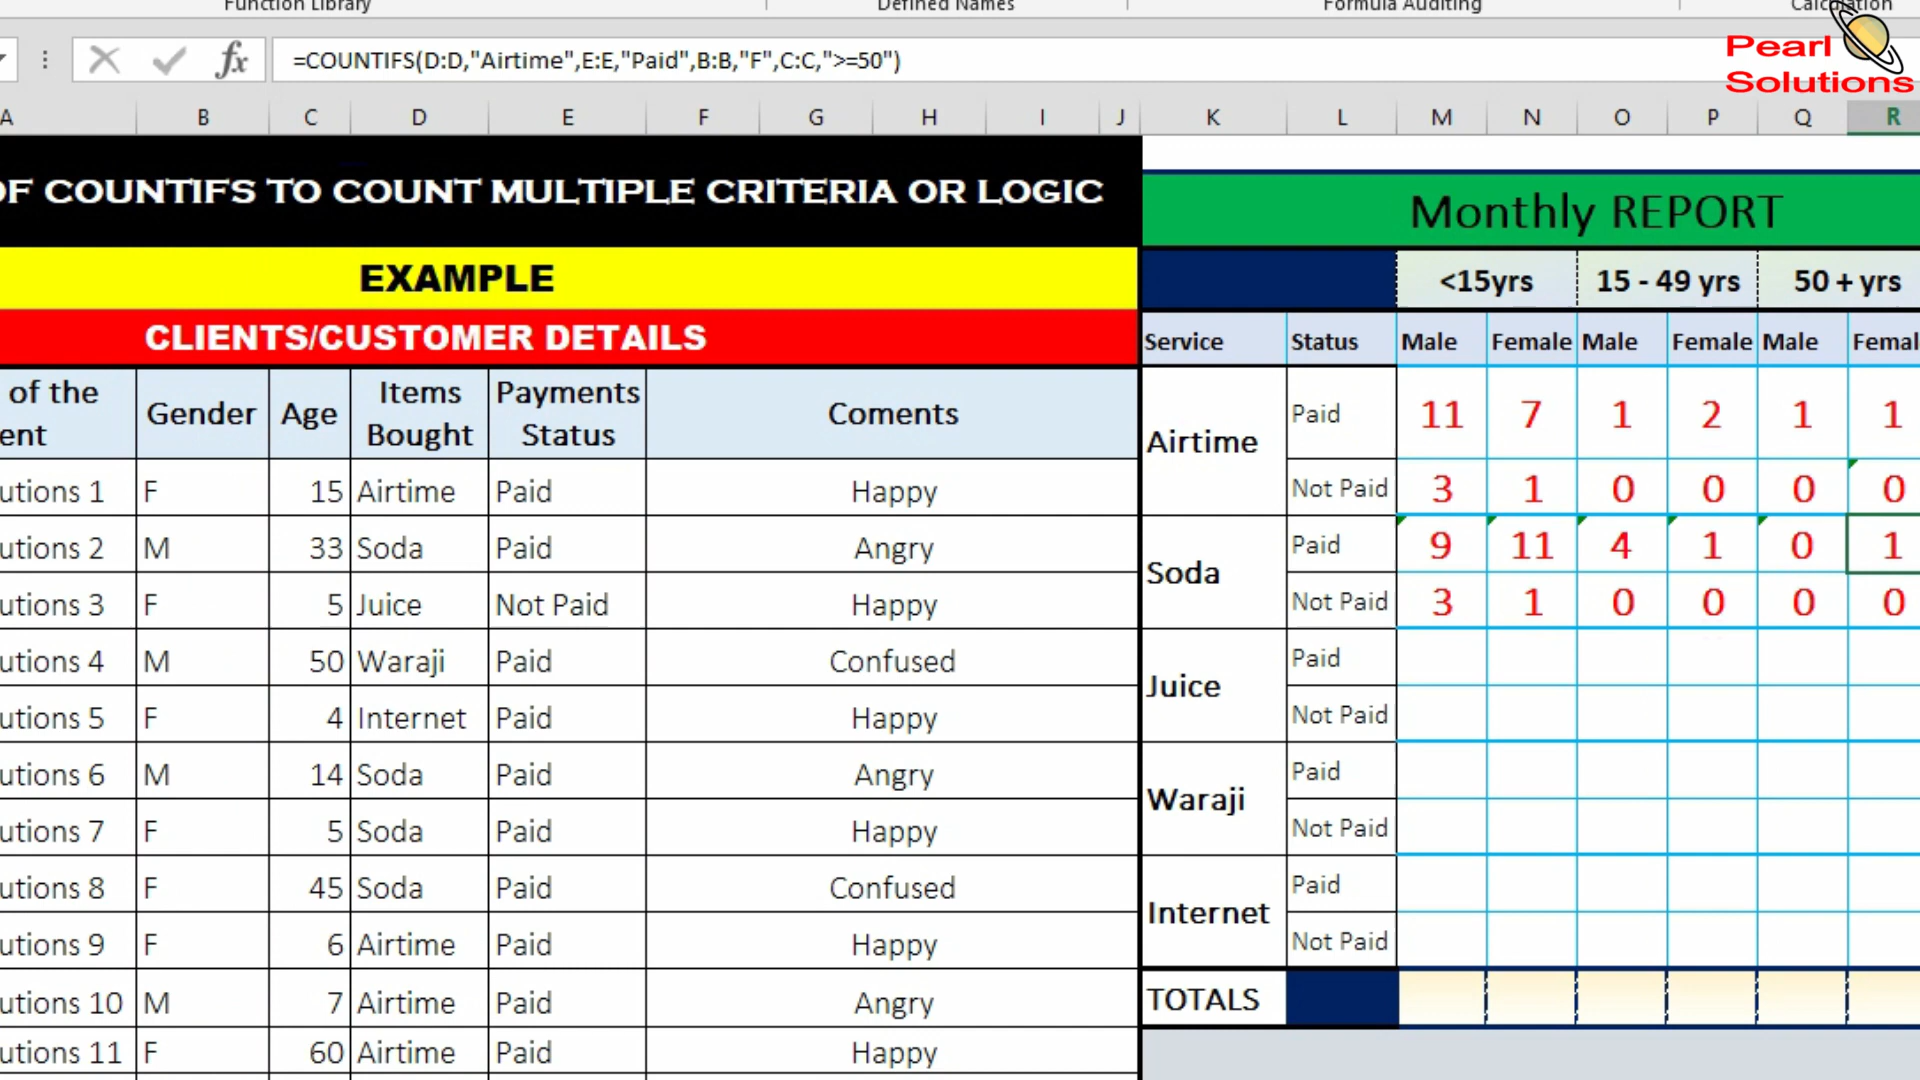 Function Library Defined Names Formula Auditing Calculation
fx =COUNTIFS(D:D,"Airtime",E:E,"Paid",B:B,"F",C:C,">=50")
Pearl
Solutions
A B C D E F G H I J K L M N O P Q R
OF COUNTIFS TO COUNT MULTIPLE CRITERIA OR LOGIC
Monthly REPORT
EXAMPLE
<15yrs 15 - 49 yrs 50 + yrs
CLIENTS/CUSTOMER DETAILS
Service Status Male Female Male Female Male Femal
of the
ent
Gender Age
Items
Bought
Payments
Status
Coments
Airtime
Paid 11 7 1 2 1 1
Not Paid 3 1 0 0 0 0
Soda
Paid 9 11 4 1 0 1
Not Paid 3 1 0 0 0 0
Juice
Paid
Not Paid
Waraji
Paid
Not Paid
Internet
Paid
Not Paid
TOTALS
utions 1 F 15 Airtime Paid Happy
utions 2 M 33 Soda Paid Angry
utions 3 F 5 Juice Not Paid Happy
utions 4 M 50 Waraji Paid Confused
utions 5 F 4 Internet Paid Happy
utions 6 M 14 Soda Paid Angry
utions 7 F 5 Soda Paid Happy
utions 8 F 45 Soda Paid Confused
utions 9 F 6 Airtime Paid Happy
utions 10 M 7 Airtime Paid Angry
utions 11 F 60 Airtime Paid Happy